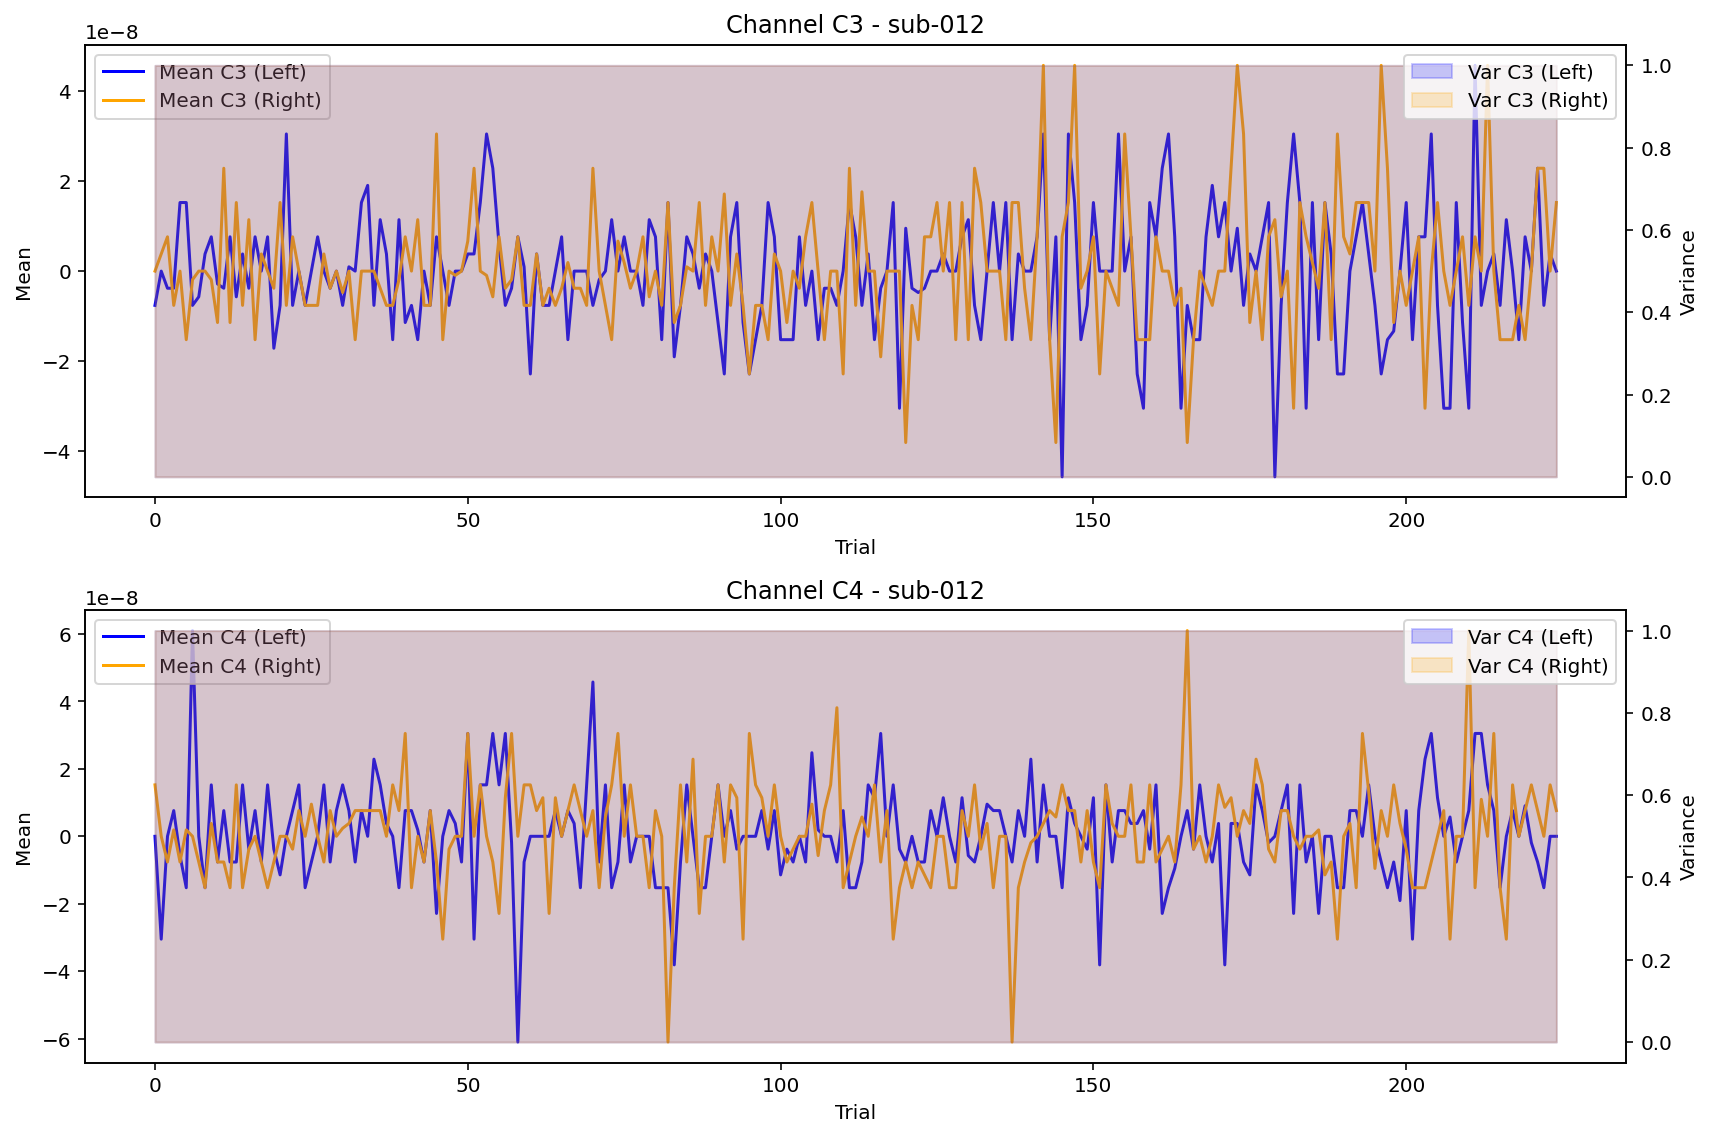 Channel C3 - sub-012
1e−8
Mean C3 (Left)
Mean C3 (Right)
Var C3 (Left)
Var C3 (Right)
4
2
0
−2
−4
Mean
1.0
0.8
0.6
0.4
0.2
0.0
Variance
0 50 100 150 200
Trial
Channel C4 - sub-012
1e−8
Mean C4 (Left)
Mean C4 (Right)
Var C4 (Left)
Var C4 (Right)
6
4
2
0
−2
−4
−6
Mean
1.0
0.8
0.6
0.4
0.2
0.0
Variance
0 50 100 150 200
Trial